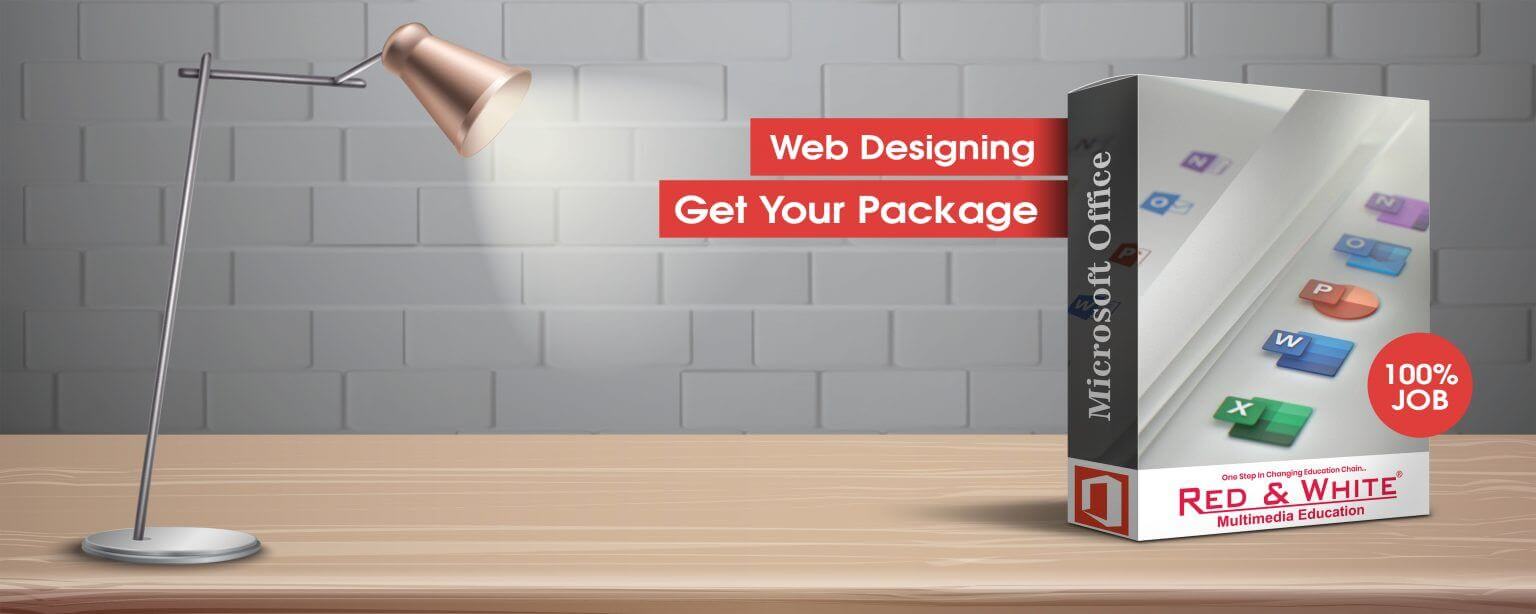 Web Designing
Get Your Package
Microsoft Office
N
O
P
W
N
O
P
W
X
100%
JOB
One Step in Changing Education Chain..
RED & WHITE®
Multimedia Education